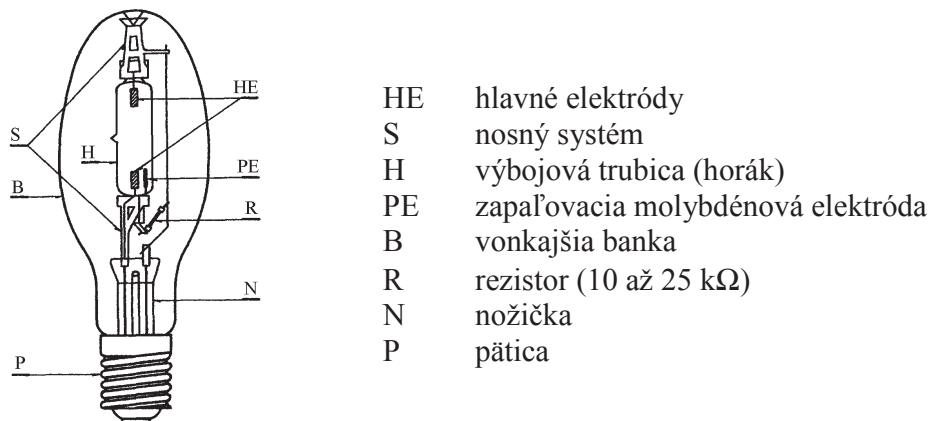 HE
S
H
PE
B
R
N
P
HE hlavné elektródy
S nosný systém
H výbojová trubica (horák)
PE zapaľovacia molybdénová elektróda
B vonkajšia banka
R rezistor (10 až 25 kΩ)
N nožička
P pätica